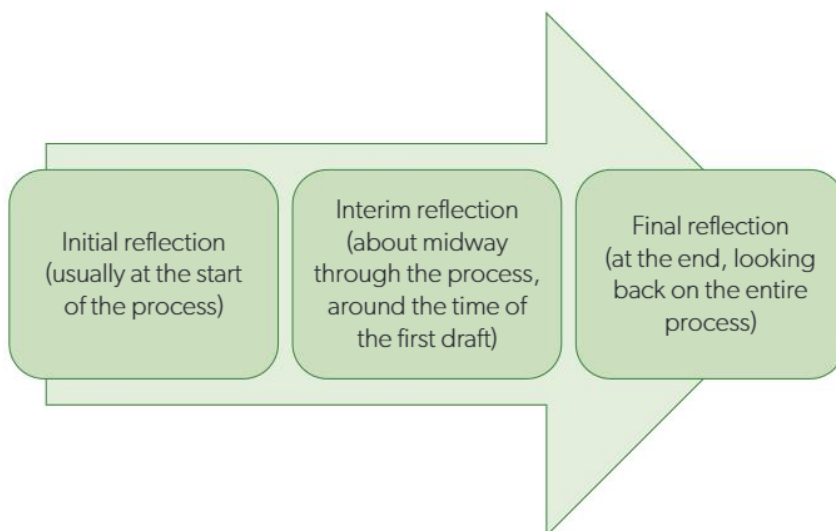 Initial reflection
(usually at the start
of the process)
Interim reflection
(about midway
through the process,
around the time of
the first draft)
Final reflection
(at the end, looking
back on the entire
process)